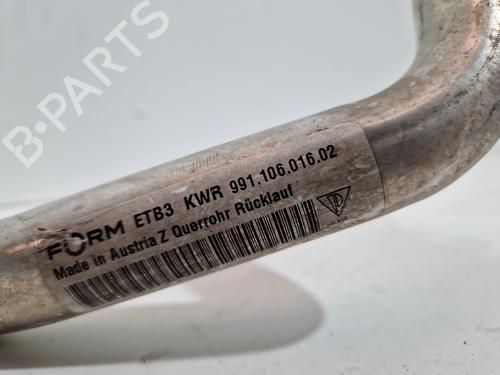 B-PARTS
FORM ETB3 KWR 991.106.016.02
Made in Austria Z Querrohr Rücklauf